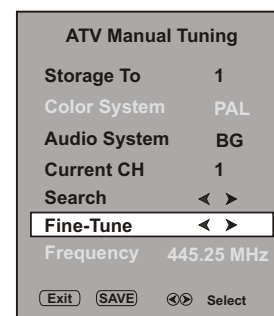 ATV Manual Tuning
Storage To 1
Color System PAL
Audio System BG
Current CH 1
Search
Fine-Tune
Frequency 445.25 MHz
Exit SAVE Select